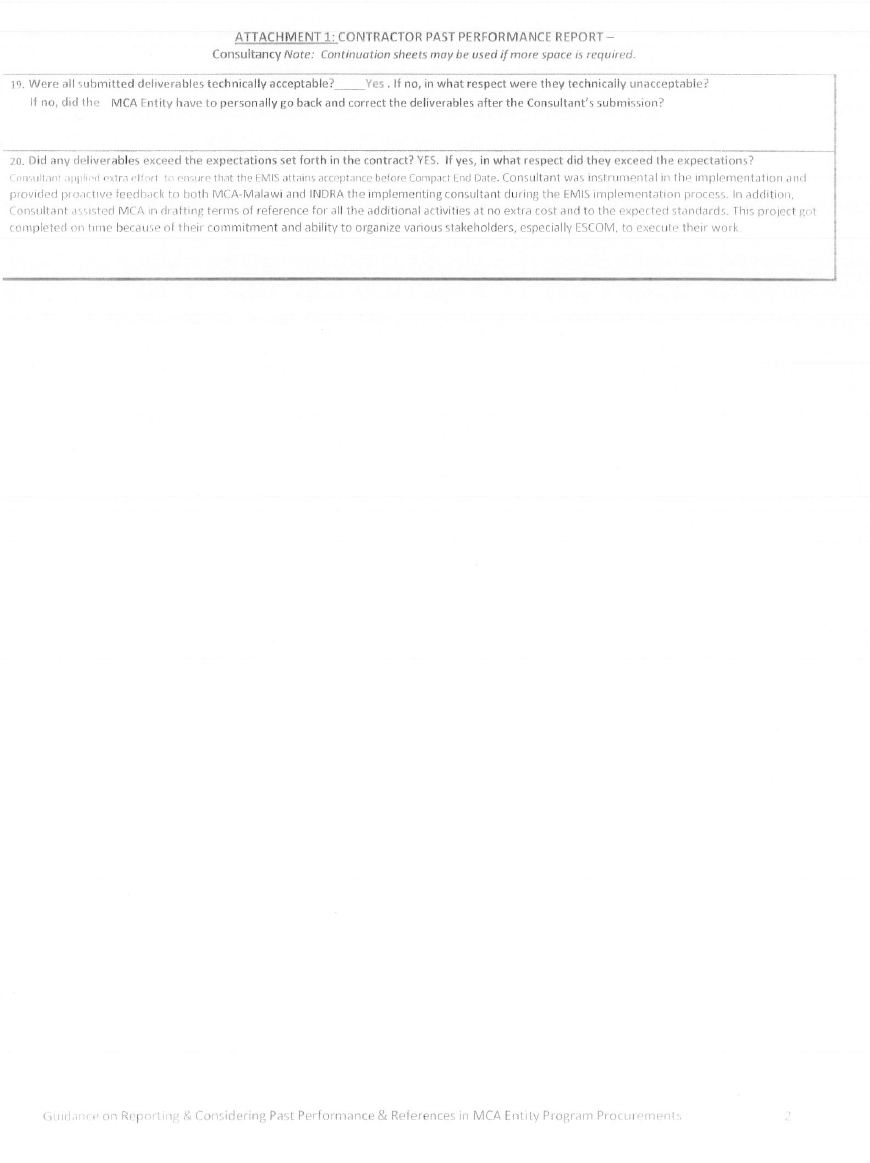 ATTACHMENT 1: CONTRACTOR PAST PERFORMANCE REPORT –
Consultancy Note: Continuation sheets may be used if more space is required.
19. Were all submitted deliverables technically acceptable?_____Yes . If no, in what respect were they technically unacceptable?
If no, did the MCA Entity have to personally go back and correct the deliverables after the Consultant's submission?
20. Did any deliverables exceed the expectations set forth in the contract? YES. If yes, in what respect did they exceed the expectations?
Consultant applied extra effort to ensure that the EMIS attains acceptance before Compact End Date. Consultant was instrumental in the implementation and
provided proactive feedback to both MCA-Malawi and INDRA the implementing consultant during the EMIS implementation process. In addition,
Consultant assisted MCA in drafting terms of reference for all the additional activities at no extra cost and to the expected standards. This project got
completed on time because of their commitment and ability to organize various stakeholders, especially ESCOM, to execute their work
Guidance on Reporting & Considering Past Performance & References in MCA Entity Program Procurements 2